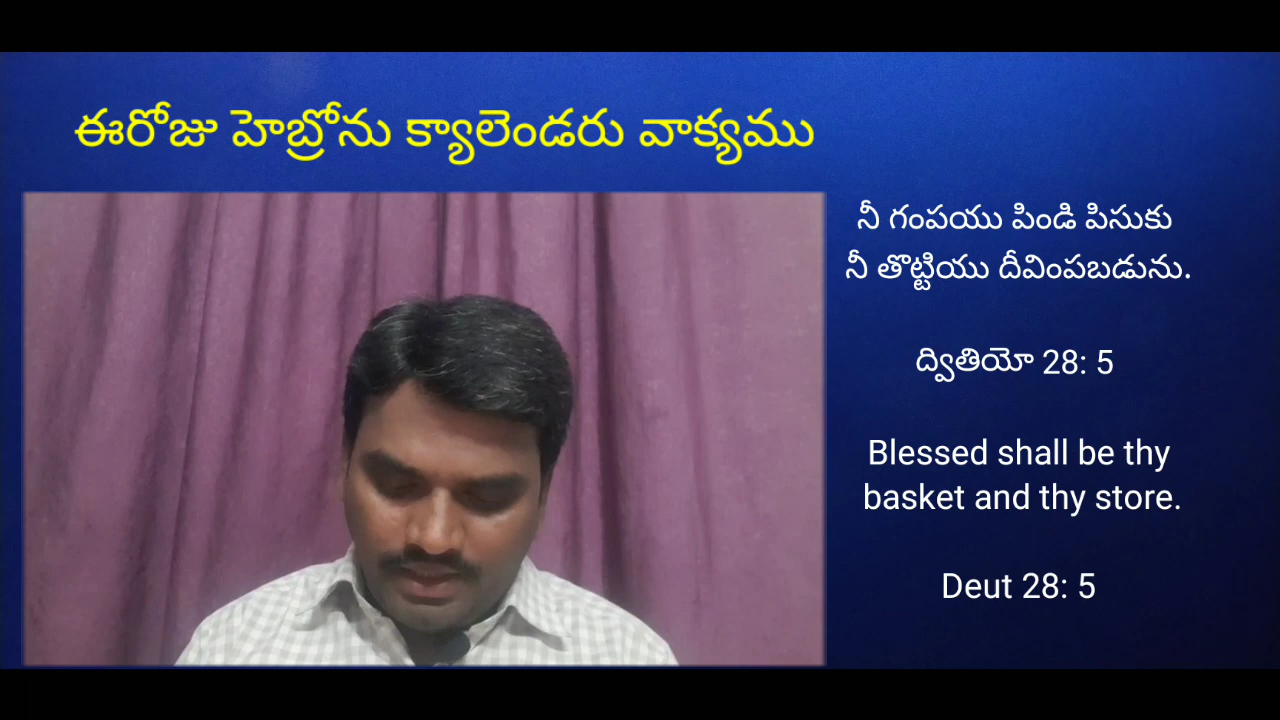 ఈరోజు హెబ్రోను క్యాలెండరు వాక్యము
నీ గంపయు పిండి పిసుకు
నీ తొట్టియు దీవింపబడును.
ద్వితియో 28: 5
Blessed shall be thy
basket and thy store.
Deut 28: 5